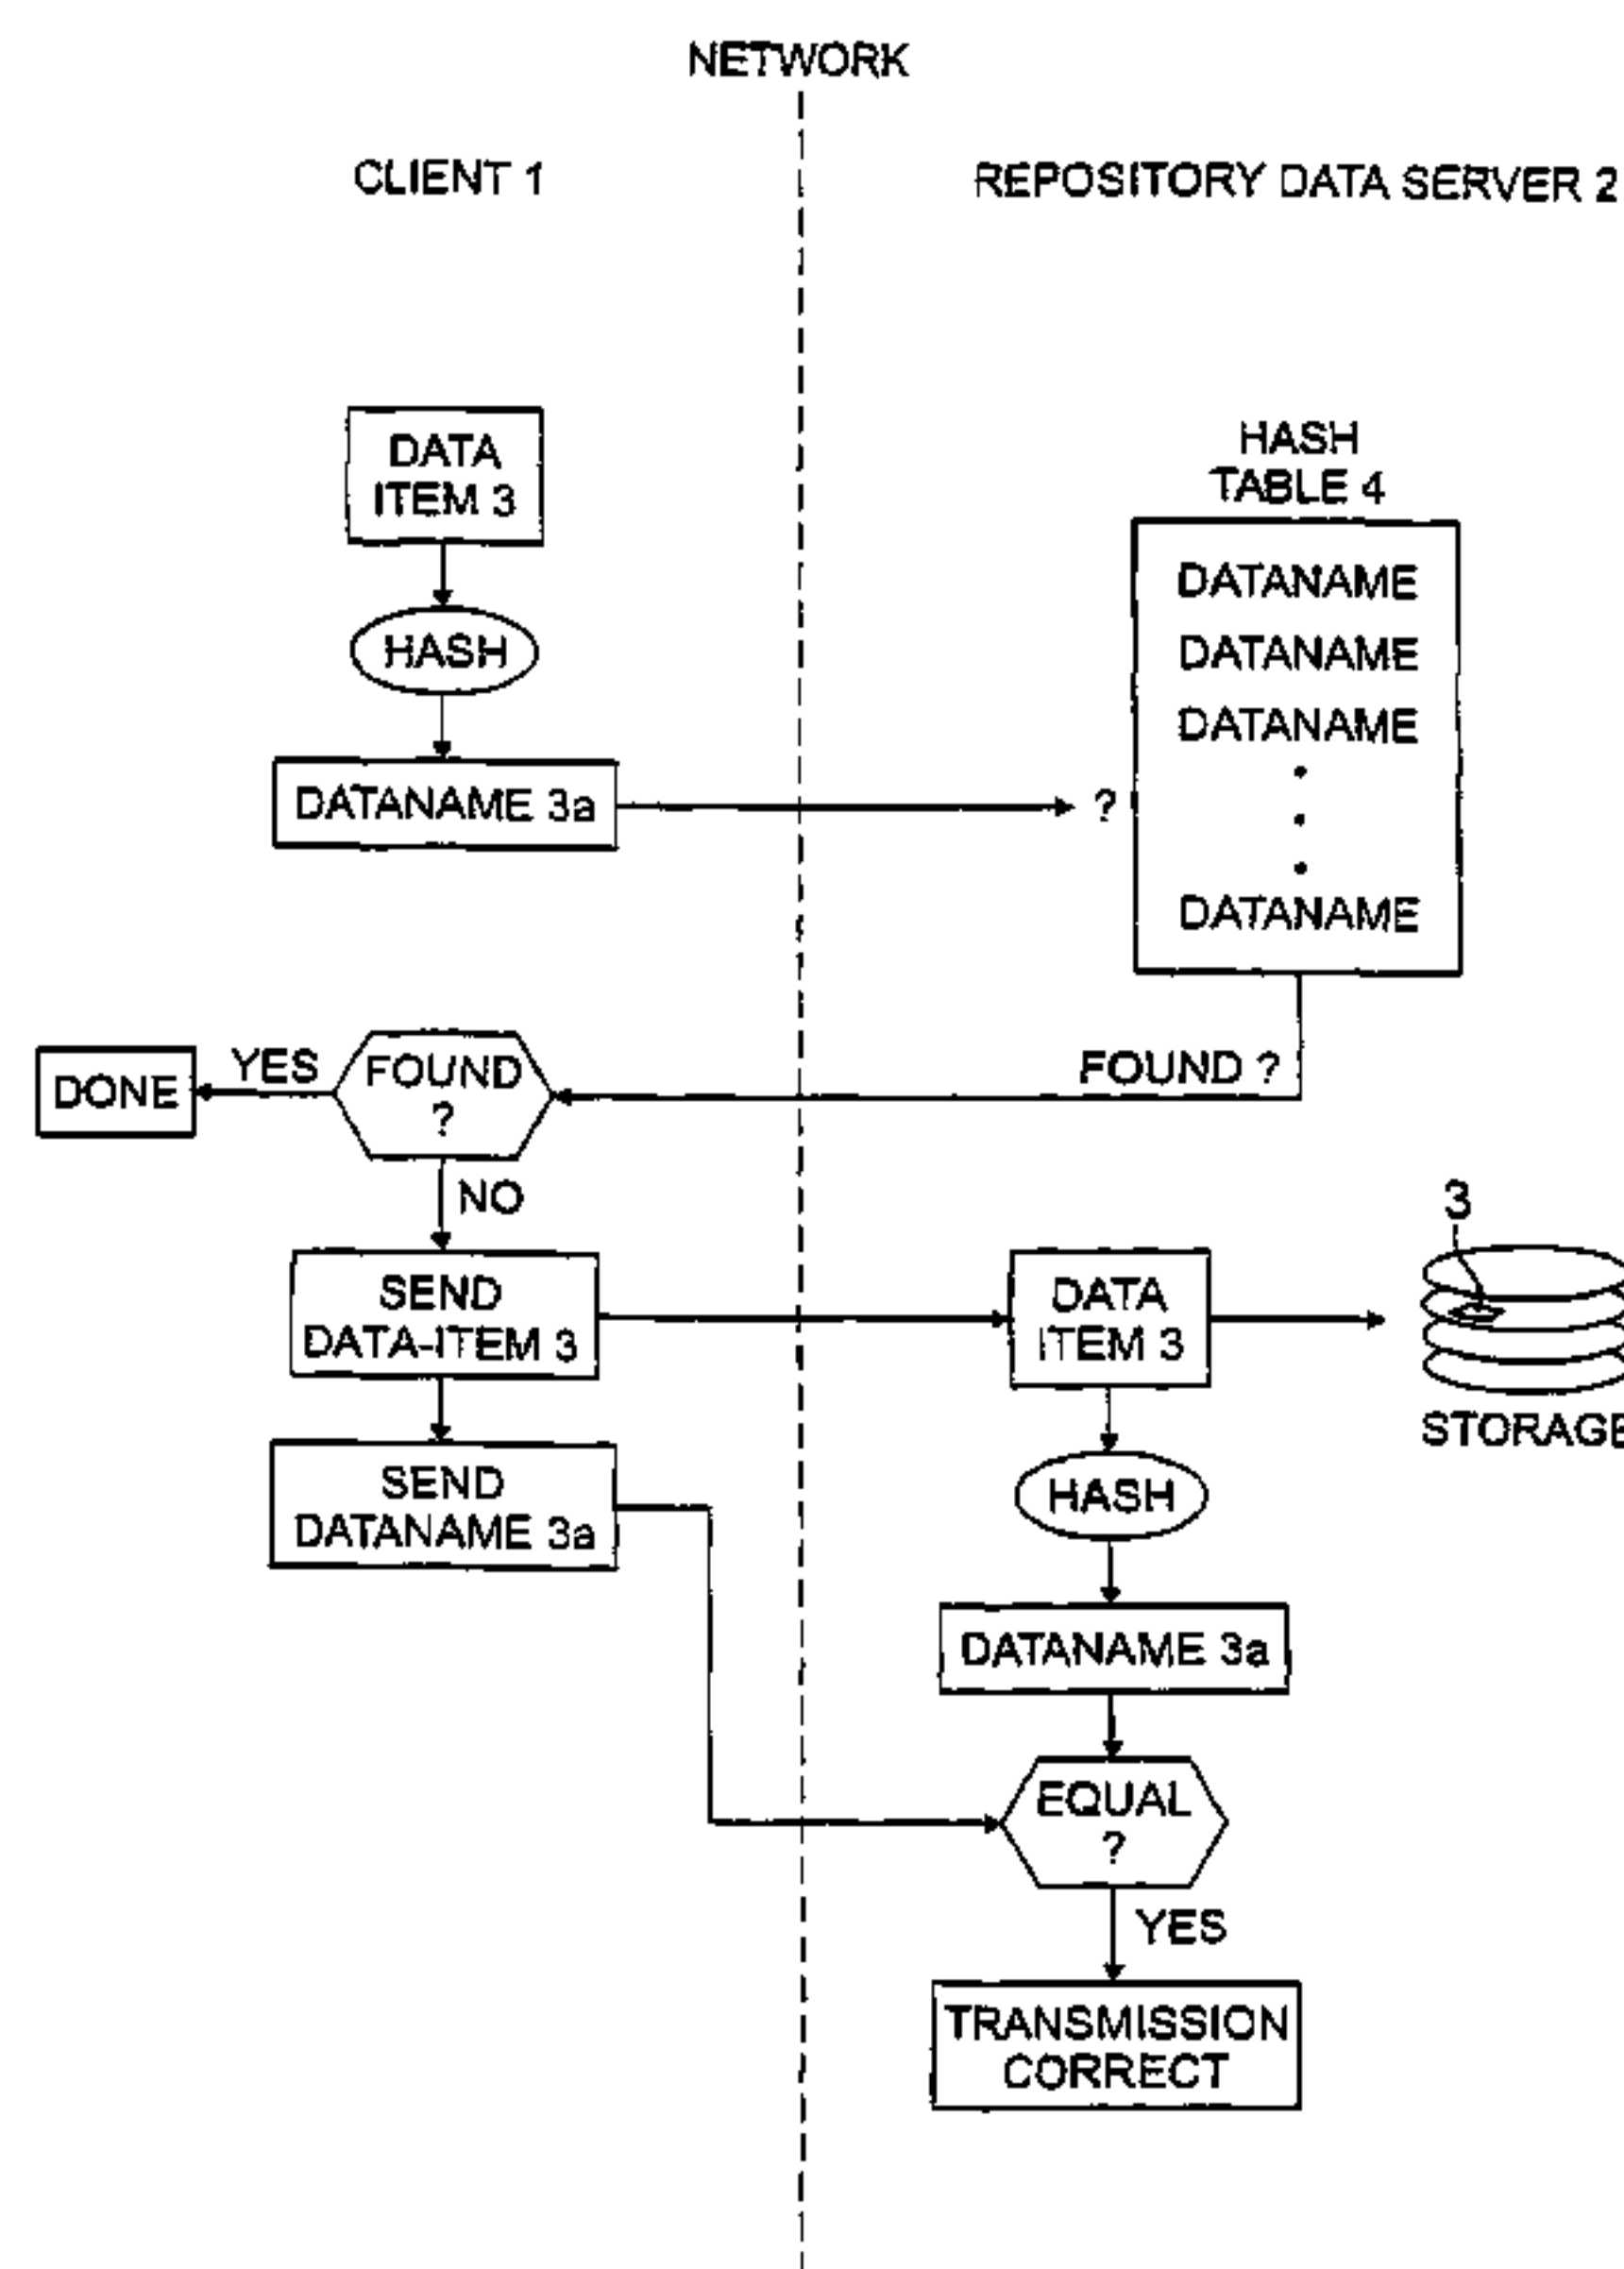 NETWORK
CLIENT 1
REPOSITORY DATA SERVER 2
DATA
ITEM 3
HASH
DATANAME 3a
?
HASH
TABLE 4
DATANAME
DATANAME
DATANAME
DATANAME
FOUND ?
FOUND
?
YES
DONE
NO
SEND
DATA-ITEM 3
DATA
ITEM 3
3
STORAGE
SEND
DATANAME 3a
HASH
DATANAME 3a
EQUAL
?
YES
TRANSMISSION
CORRECT